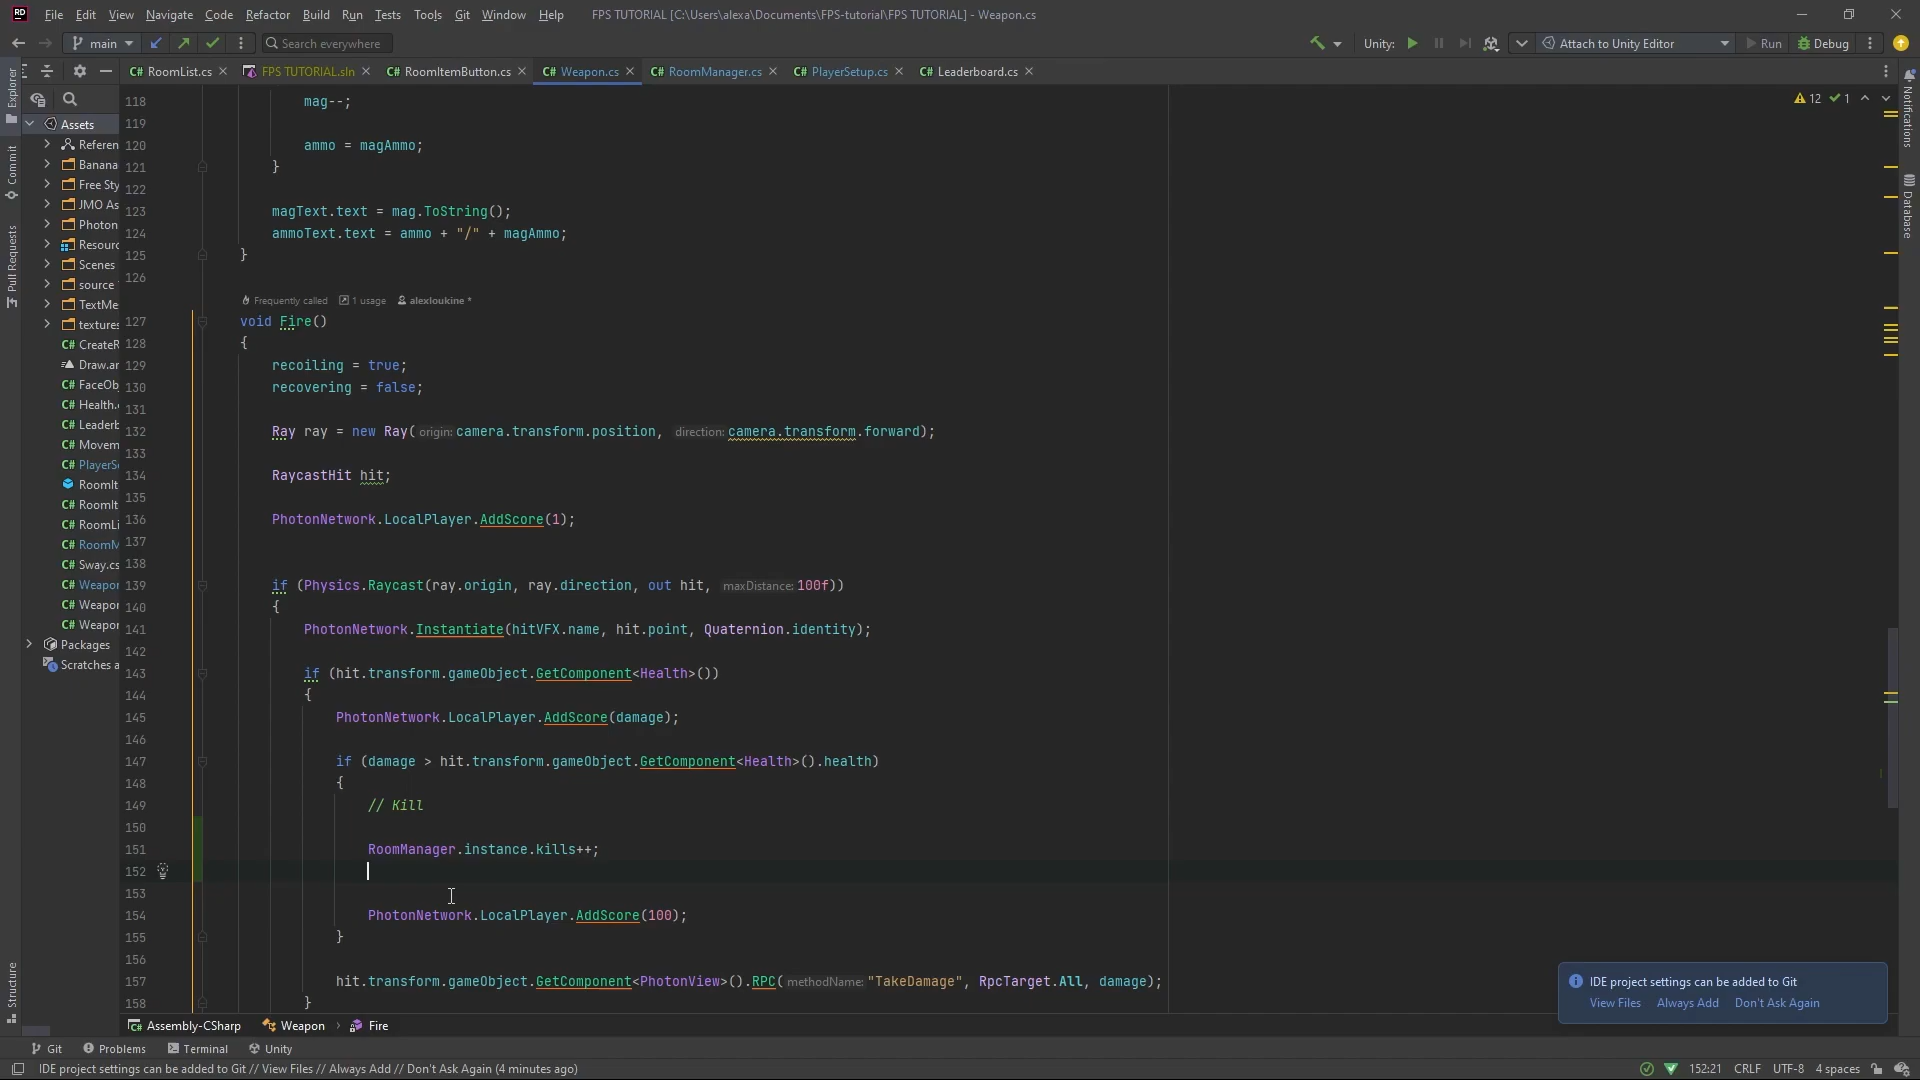 RD File Edit View Navigate Code Refactor Build Run Tests Tools Git Window Help FPS TUTORIAL [C:\Users\alexa\Documents\FPS-tutorial\FPS TUTORIAL] - Weapon.cs
main Search everywhere Unity: Attach to Unity Editor Run Debug
RoomList.cs FPS TUTORIAL.sln RoomItemButton.cs Weapon.cs RoomManager.cs PlayerSetup.cs Leaderboard.cs
Explorer
Commit
Pull Requests
Structure
Assets
Referen
Banana
Free Sty
JMO As
Photon
Resourc
Scenes
source
TextMe
textures
C# CreateR
Draw.an
C# FaceOb
C# Health.c
C# Leaderb
C# Movem
C# PlayerSe
RoomIt
C# RoomIt
C# RoomLi
C# RoomM
C# Sway.cs
C# Weapo
C# Weapo
C# Weapo
Packages
Scratches a
12 1
118 mag--;
119
120 ammo = magAmmo;
121 }
122
123 magText.text = mag.ToString();
124 ammoText.text = ammo + "/" + magAmmo;
125 }
126
Frequently called 1 usage alexloukine *
127 void Fire()
128 {
129 recoiling = true;
130 recovering = false;
131
132 Ray ray = new Ray(origin: camera.transform.position, direction: camera.transform.forward);
133
134 RaycastHit hit;
135
136 PhotonNetwork.LocalPlayer.AddScore(1);
137
138
139 if (Physics.Raycast(ray.origin, ray.direction, out hit, maxDistance: 100f))
140 {
141 PhotonNetwork.Instantiate(hitVFX.name, hit.point, Quaternion.identity);
142
143 if (hit.transform.gameObject.GetComponent<Health>())
144 {
145 PhotonNetwork.LocalPlayer.AddScore(damage);
146
147 if (damage > hit.transform.gameObject.GetComponent<Health>().health)
148 {
149 // Kill
150
151 RoomManager.instance.kills++;
152
153
154 PhotonNetwork.LocalPlayer.AddScore(100);
155 }
156
157 hit.transform.gameObject.GetComponent<PhotonView>().RPC(methodName: "TakeDamage", RpcTarget.All, damage);
158 }
Notifications
Database
IDE project settings can be added to Git
View Files Always Add Don't Ask Again
Assembly-CSharp Weapon Fire
Git Problems Terminal Unity
IDE project settings can be added to Git // View Files // Always Add // Don't Ask Again (4 minutes ago) 152:21 CRLF UTF-8 4 spaces